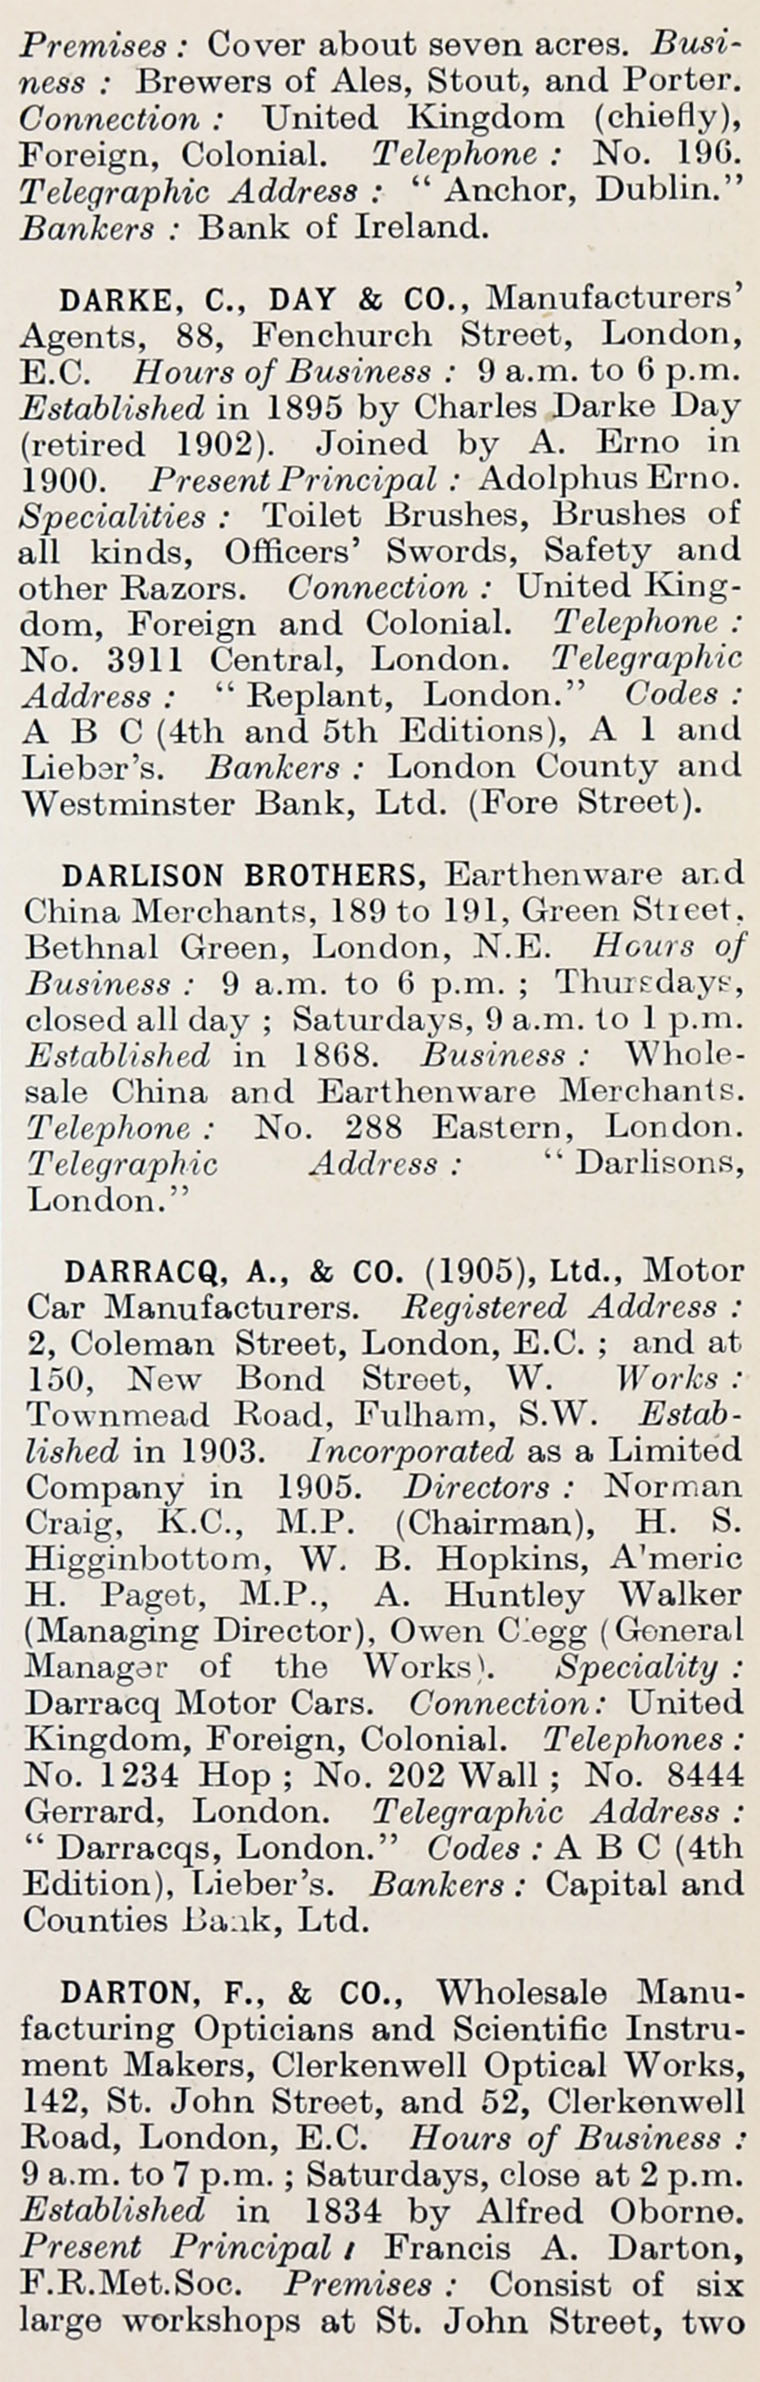 Premises : Cover about seven acres. Busi-
ness : Brewers of Ales, Stout, and Porter.
Connection : United Kingdom (chiefly),
Foreign, Colonial. Telephone : No. 196.
Telegraphic Address : “ Anchor, Dublin.”
Bankers : Bank of Ireland.
DARKE, C., DAY & CO., Manufacturers’
Agents, 88, Fenchurch Street, London,
E.C. Hours of Business : 9 a.m. to 6 p.m.
Established in 1895 by Charles Darke Day
(retired 1902). Joined by A. Erno in
1900. Present Principal : Adolphus Erno.
Specialities : Toilet Brushes, Brushes of
all kinds, Officers’ Swords, Safety and
other Razors. Connection : United King-
dom, Foreign and Colonial. Telephone :
No. 3911 Central, London. Telegraphic
Address : “ Replant, London.” Codes :
A B C (4th and 5th Editions), A 1 and
Lieber’s. Bankers : London County and
Westminster Bank, Ltd. (Fore Street).
DARLISON BROTHERS, Earthenware and
China Merchants, 189 to 191, Green Street,
Bethnal Green, London, N.E. Hours of
Business : 9 a.m. to 6 p.m. ; Thursdays,
closed all day ; Saturdays, 9 a.m. to 1 p.m.
Established in 1868. Business : Whole-
sale China and Earthenware Merchants.
Telephone : No. 288 Eastern, London.
Telegraphic Address : “ Darlisons,
London.”
DARRACQ, A., & CO. (1905), Ltd., Motor
Car Manufacturers. Registered Address :
2, Coleman Street, London, E.C. ; and at
150, New Bond Street, W. Works :
Townmead Road, Fulham, S.W. Estab-
lished in 1903. Incorporated as a Limited
Company in 1905. Directors : Norman
Craig, K.C., M.P. (Chairman), H. S.
Higginbottom, W. B. Hopkins, A'meric
H. Paget, M.P., A. Huntley Walker
(Managing Director), Owen Clegg (General
Manager of the Works). Speciality :
Darracq Motor Cars. Connection: United
Kingdom, Foreign, Colonial. Telephones :
No. 1234 Hop ; No. 202 Wall ; No. 8444
Gerrard, London. Telegraphic Address :
“ Darracqs, London.” Codes : A B C (4th
Edition), Lieber’s. Bankers : Capital and
Counties Bank, Ltd.
DARTON, F., & CO., Wholesale Manu-
facturing Opticians and Scientific Instru-
ment Makers, Clerkenwell Optical Works,
142, St. John Street, and 52, Clerkenwell
Road, London, E.C. Hours of Business :
9 a.m. to 7 p.m. ; Saturdays, close at 2 p.m.
Established in 1834 by Alfred Oborne.
Present Principal : Francis A. Darton,
F.R.Met.Soc. Premises : Consist of six
large workshops at St. John Street, two